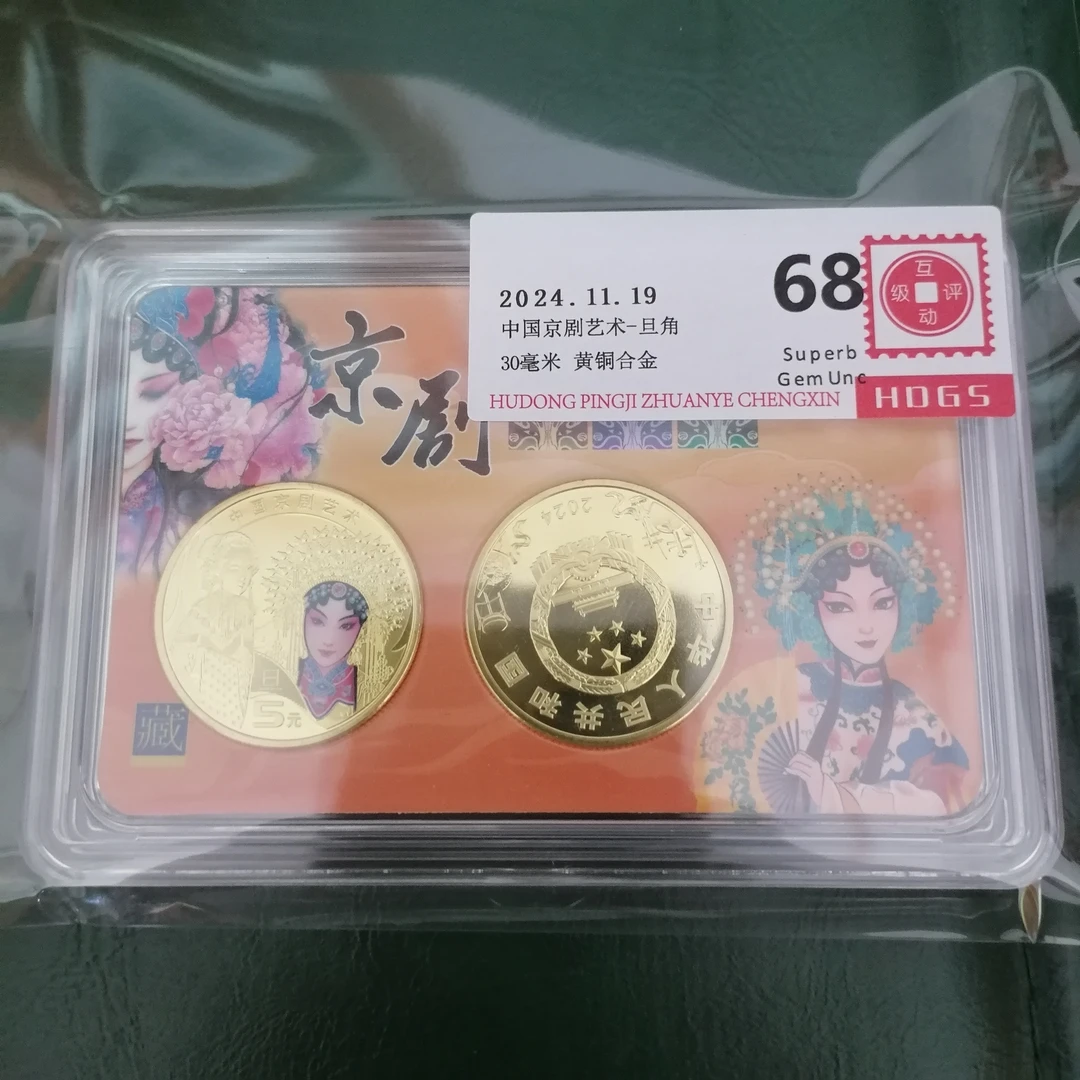 2024.11.19
中国京剧艺术-旦角
30毫米 黄铜合金
68
Superb
Gem Unc
互动评级
HUDONG PINGJI ZHUANYE CHENGXIN
HDGS
京剧
中国京剧艺术
旦
5元
2024
中华人民共和国
藏